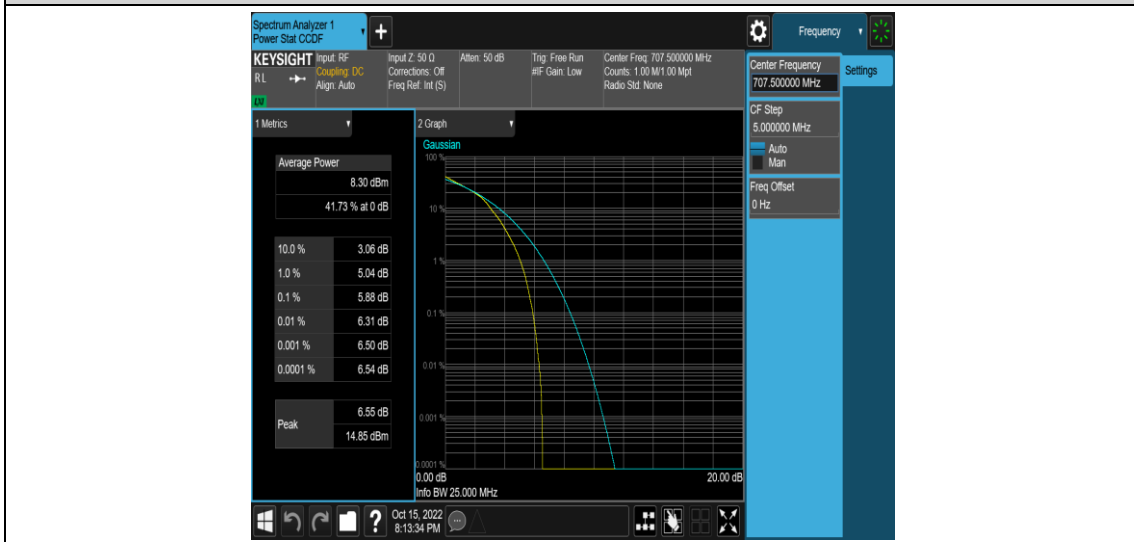 Spectrum Analyzer 1
Power Stat CCDF
+
Frequency
KEYSIGHT
RL
LXI
Input: RF
Coupling: DC
Align: Auto
Input Z: 50 Ω
Corrections: Off
Freq Ref: Int (S)
Atten: 50 dB
Trig: Free Run
#IF Gain: Low
Center Freq: 707.500000 MHz
Counts: 1.00 M/1.00 Mpt
Radio Std: None
Center Frequency
707.500000 MHz
Settings
CF Step
5.000000 MHz
Auto
Man
Freq Offset
0 Hz
1 Metrics
Average Power
8.30 dBm
41.73 % at 0 dB
10.0 % 3.06 dB
1.0 % 5.04 dB
0.1 % 5.88 dB
0.01 % 6.31 dB
0.001 % 6.50 dB
0.0001 % 6.54 dB
Peak
6.55 dB
14.85 dBm
2 Graph
Gaussian
100 %
10 %
1 %
0.1 %
0.01 %
0.001 %
0.0001 %
0.00 dB 20.00 dB
Info BW 25.000 MHz
?
Oct 15, 2022
8:13:34 PM